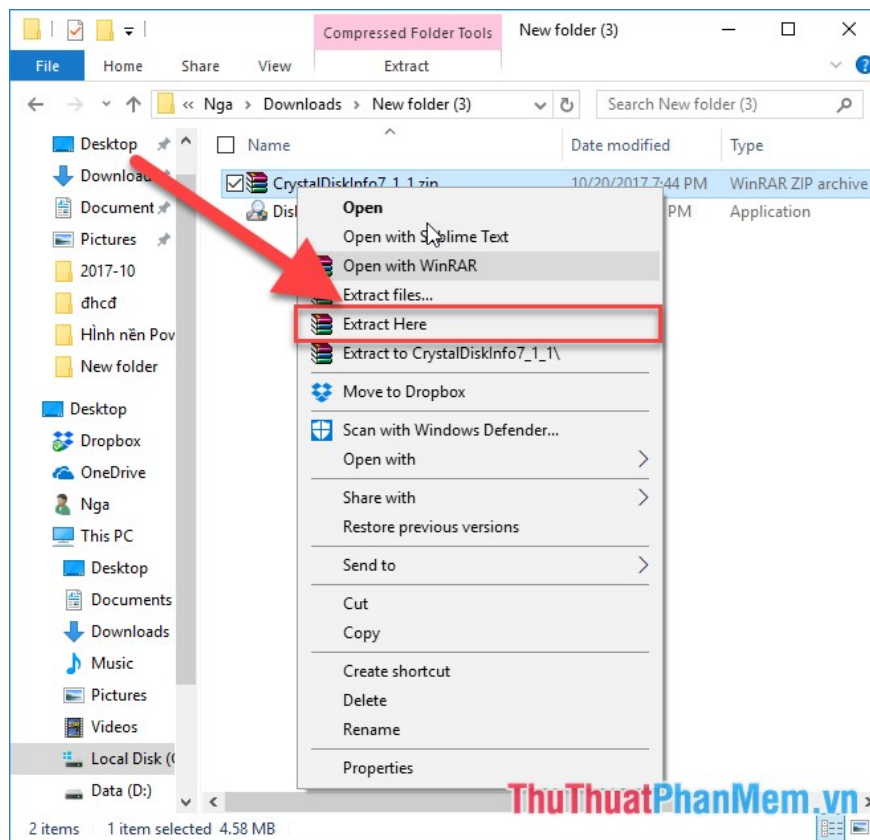 Compressed Folder Tools New folder (3)
File Home Share View Extract
« Nga > Downloads > New folder (3) Search New folder (3)
Name Date modified Type
CrystalDiskInfo7_1_1.zip 10/20/2017 7:44 PM WinRAR ZIP archive
PM Application
Desktop
Document
Pictures
2017-10
đhcđ
Hình nền Pov
New folder
Desktop
Dropbox
OneDrive
Nga
This PC
Desktop
Documents
Downloads
Music
Pictures
Videos
Local Disk (
Data (D:)
Open
Open with Sublime Text
Open with WinRAR
Extract files...
Extract Here
Extract to CrystalDiskInfo7_1_1\
Move to Dropbox
Scan with Windows Defender...
Open with
Share with
Restore previous versions
Send to
Cut
Copy
Create shortcut
Delete
Rename
Properties
ThuThuatPhanMem.vn
2 items 1 item selected 4.58 MB